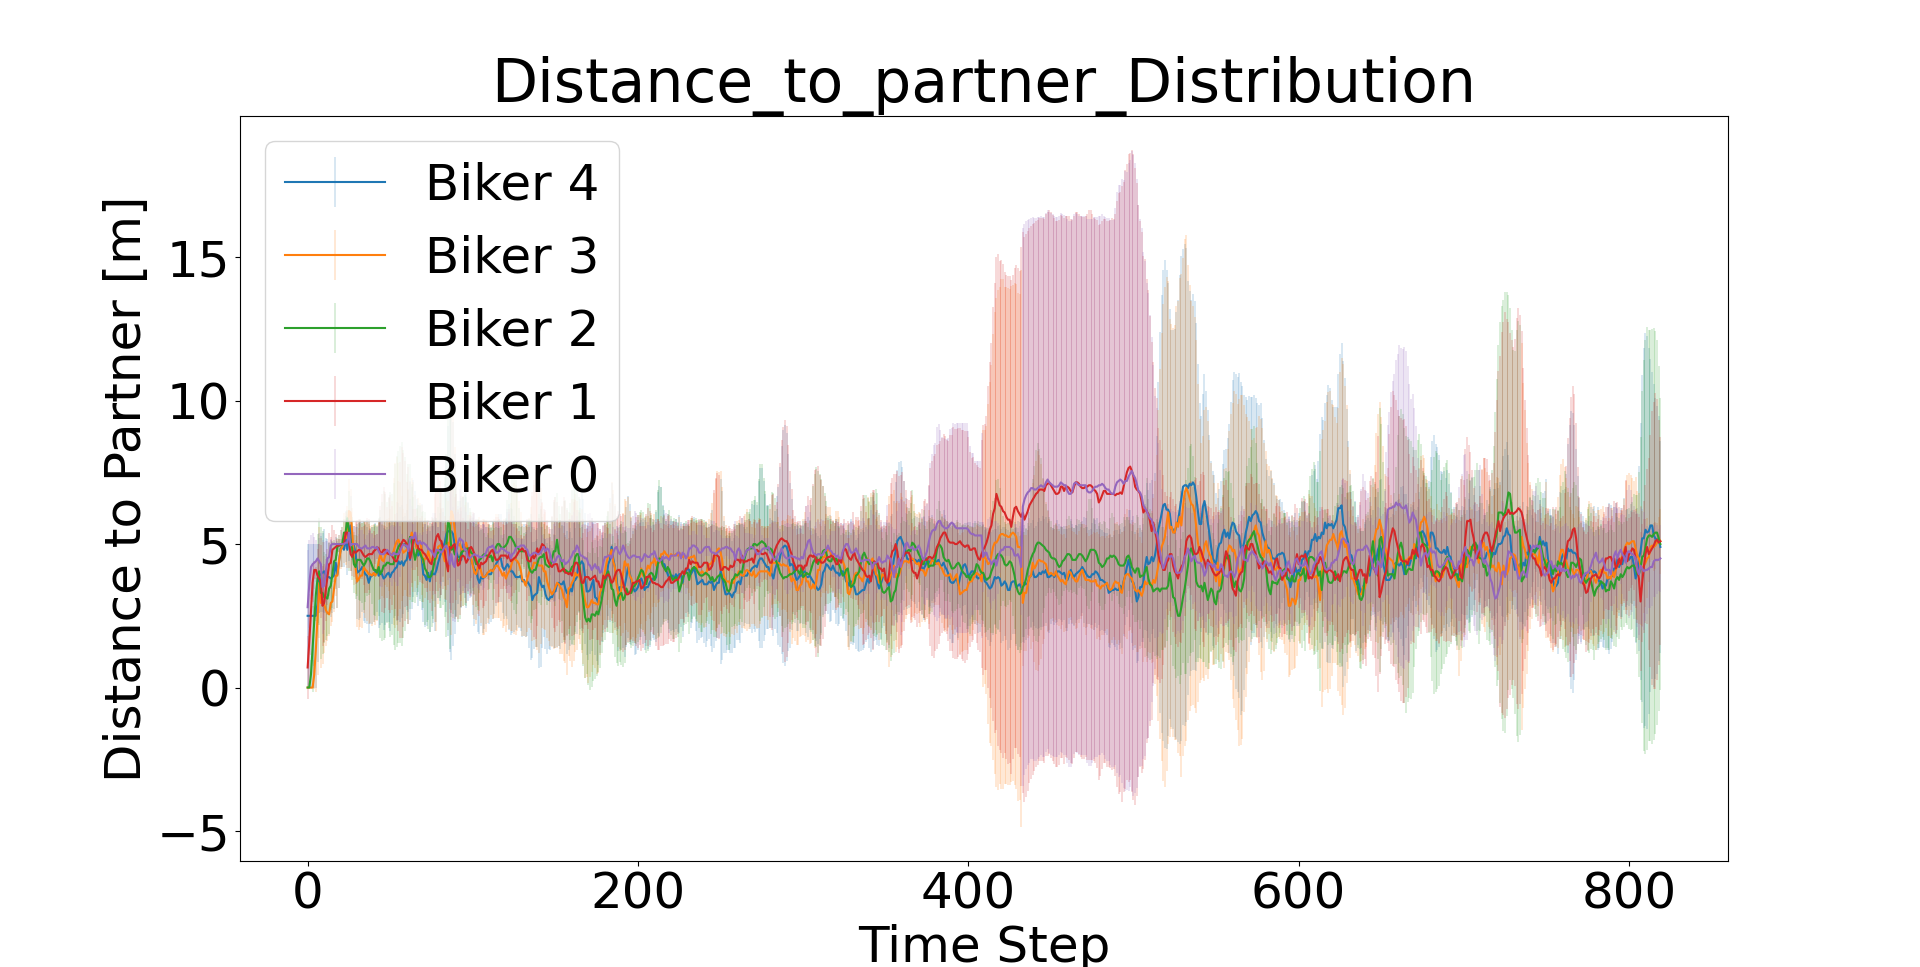 Distance_to_partner_Distribution
Distance to Partner [m]
15
10
5
0
−5
Biker 4
Biker 3
Biker 2
Biker 1
Biker 0
0 200 400 600 800
Time Step